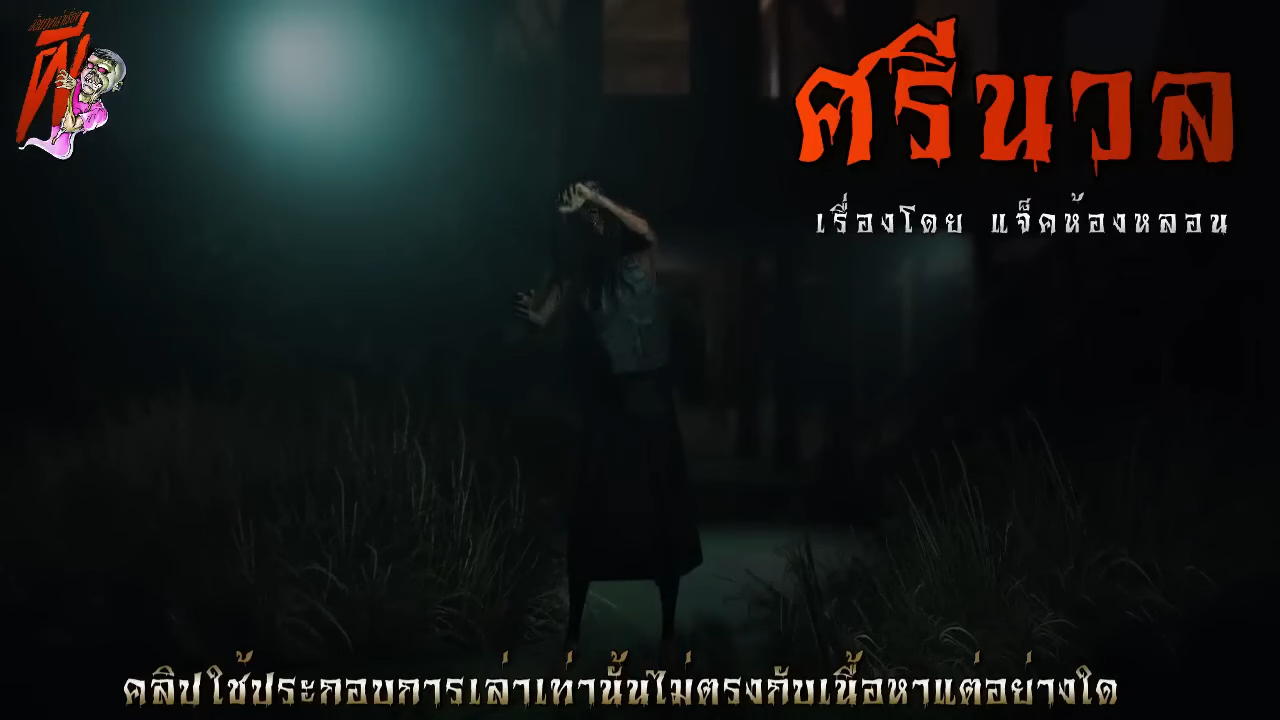 ผี
ศรีนวล
เรื่องโดย แจ็คห้องหลอน
คลิปใช้ประกอบการเล่าเท่านั้นไม่ตรงกับเนื้อหาแต่อย่างใด